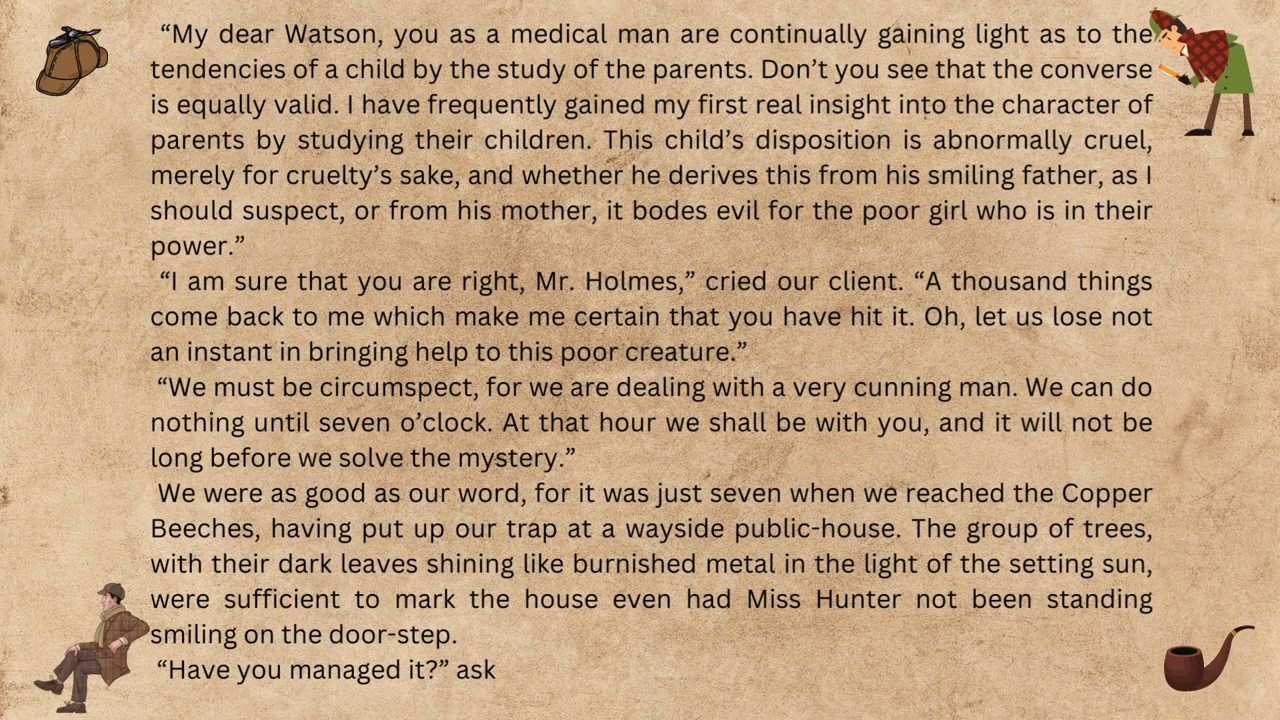 “My dear Watson, you as a medical man are continually gaining light as to the
tendencies of a child by the study of the parents. Don’t you see that the converse
is equally valid. I have frequently gained my first real insight into the character of
parents by studying their children. This child’s disposition is abnormally cruel,
merely for cruelty’s sake, and whether he derives this from his smiling father, as I
should suspect, or from his mother, it bodes evil for the poor girl who is in their
power.”
“I am sure that you are right, Mr. Holmes,” cried our client. “A thousand things
come back to me which make me certain that you have hit it. Oh, let us lose not
an instant in bringing help to this poor creature.”
“We must be circumspect, for we are dealing with a very cunning man. We can do
nothing until seven o’clock. At that hour we shall be with you, and it will not be
long before we solve the mystery.”
We were as good as our word, for it was just seven when we reached the Copper
Beeches, having put up our trap at a wayside public-house. The group of trees,
with their dark leaves shining like burnished metal in the light of the setting sun,
were sufficient to mark the house even had Miss Hunter not been standing
smiling on the door-step.
“Have you managed it?” ask